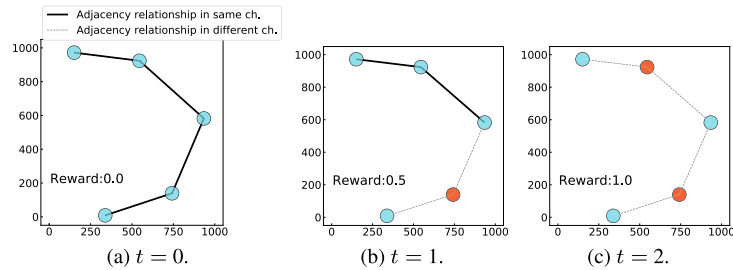 Adjacency relationship in same ch.
Adjacency relationship in different ch.
1000
800
600
400
200
0
Reward:0.0
0 250 500 750 1000
(a) t = 0.
1000
800
600
400
200
0
Reward:0.5
0 250 500 750 1000
(b) t = 1.
1000
800
600
400
200
0
Reward:1.0
0 250 500 750 1000
(c) t = 2.